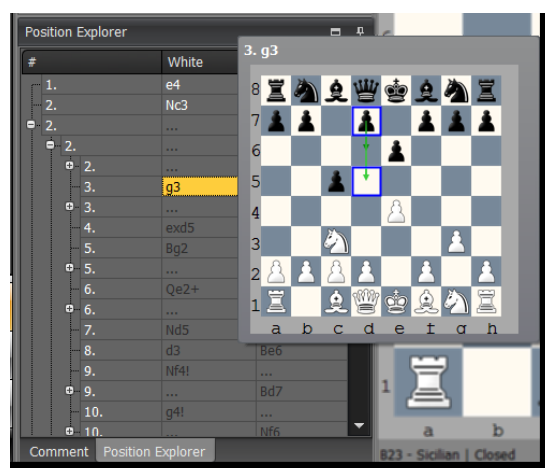 Position Explorer
# White
1. e4
2. Nc3
2. ...
2. ...
2. ...
3. g3
3. ...
4. exd5
5. Bg2
5. ...
6. Qe2+
6. ...
7. Nd5
8. d3 Be6
9. Nf4! ...
9. ... Bd7
10. g4! ...
10. ... Nf6
Comment Position Explorer
3. g3
8
7
6
5
4
3
2
1
a b c d e f g h
1
a b
B23 - Sicilian | Closed